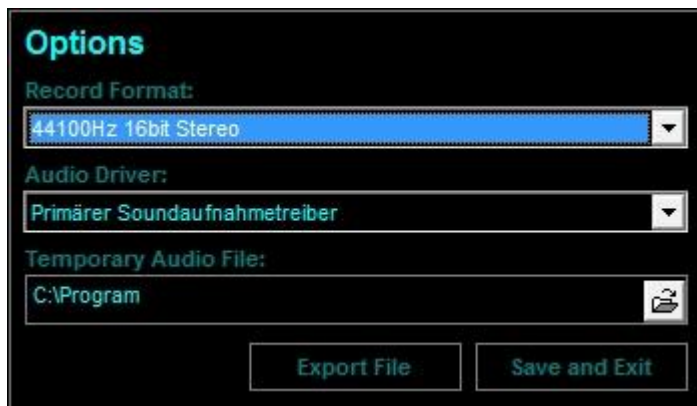 Options
Record Format:
44100Hz 16bit Stereo
Audio Driver:
Primärer Soundaufnahmetreiber
Temporary Audio File:
C:\Program
Export File
Save and Exit